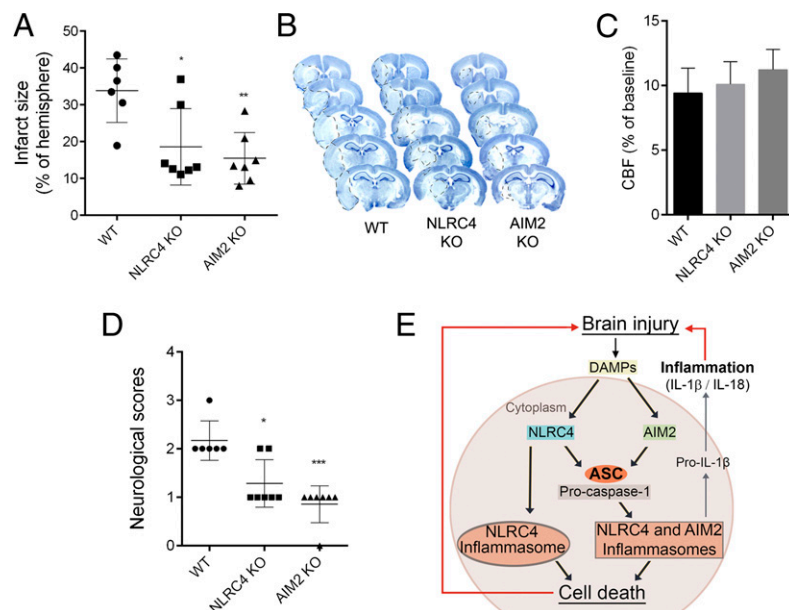 A
Infarct size
(% of hemisphere)
50
40
30
20
10
0
*
**
WT
NLRC4 KO
AIM2 KO
B
WT
NLRC4
KO
AIM2
KO
C
CBF (% of baseline)
15
10
5
0
WT
NLRC4 KO
AIM2 KO
D
Neurological scores
4
3
2
1
0
*
***
WT
NLRC4 KO
AIM2 KO
E
Brain injury
DAMPs
Inflammation
(IL-1β / IL-18)
Cytoplasm
NLRC4
AIM2
ASC
Pro-caspase-1
Pro-IL-1β
NLRC4
Inflammasome
NLRC4 and AIM2
Inflammasomes
Cell death